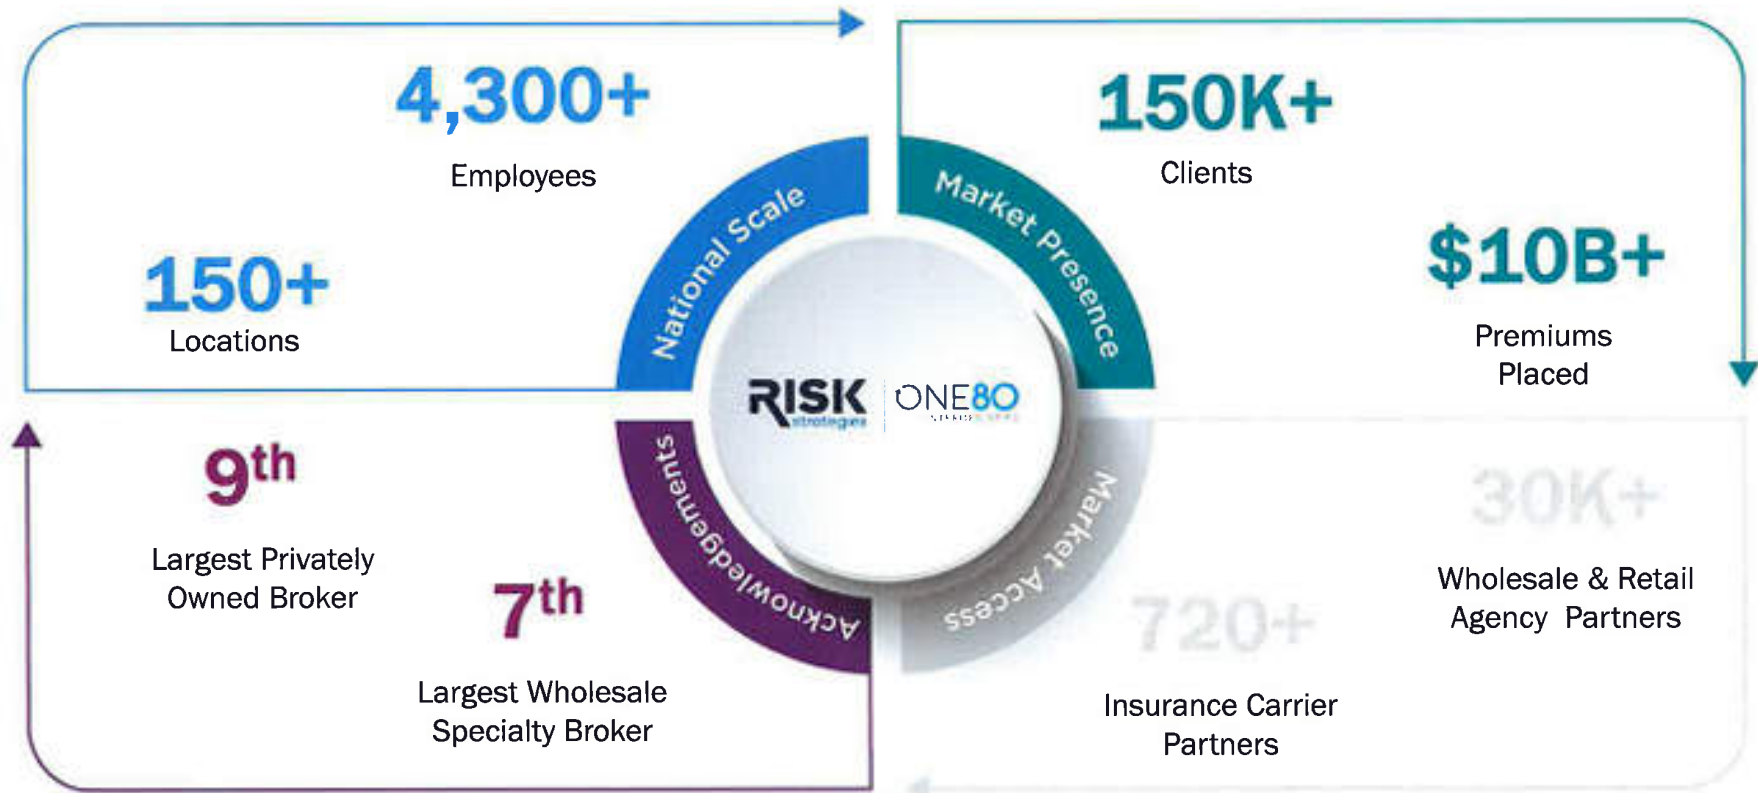 4,300+
Employees
150+
Locations
National Scale
150K+
Clients
$10B+
Premiums
Placed
Market Presence
RISK
strategies
ONE80
9th
Largest Privately
Owned Broker
7th
Largest Wholesale
Specialty Broker
Acknowledgements
30K+
Wholesale & Retail
Agency Partners
720+
Insurance Carrier
Partners
Market Access